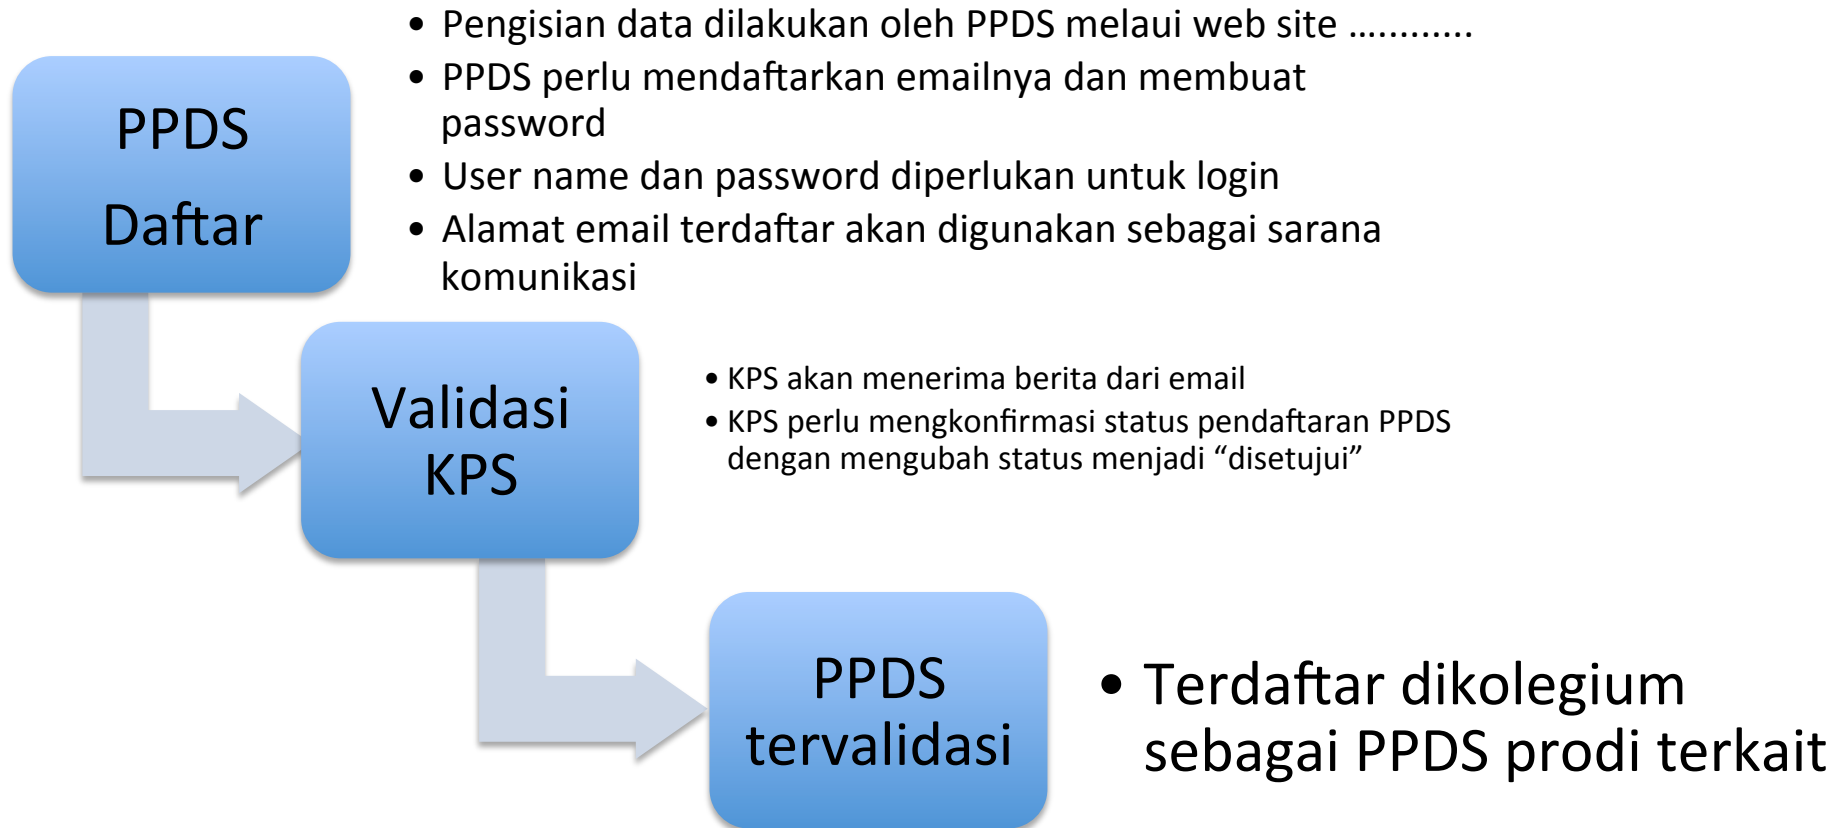 PPDS
Daftar
• Pengisian data dilakukan oleh PPDS melaui web site ............
• PPDS perlu mendaftarkan emailnya dan membuat
password
• User name dan password diperlukan untuk login
• Alamat email terdaftar akan digunakan sebagai sarana
komunikasi
Validasi
KPS
• KPS akan menerima berita dari email
• KPS perlu mengkonfirmasi status pendaftaran PPDS
dengan mengubah status menjadi “disetujui”
PPDS
tervalidasi
• Terdaftar dikolegium
sebagai PPDS prodi terkait